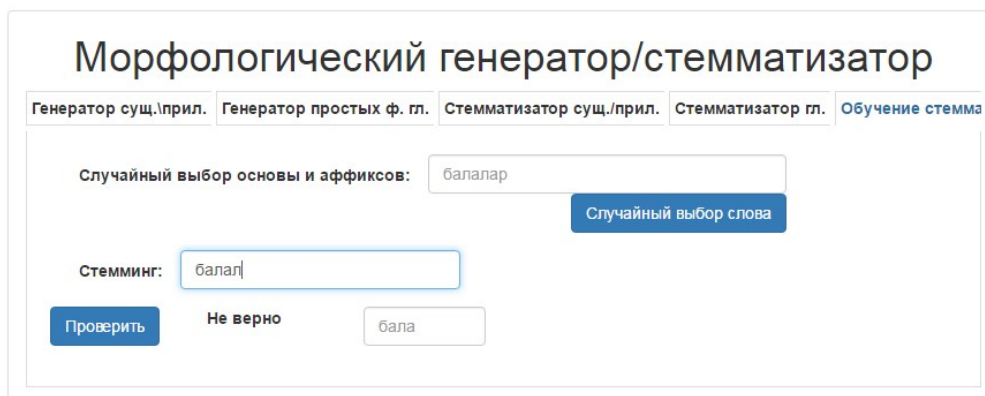 Морфологический генератор/стемматизатор
Генератор сущ.\прил. Генератор простых ф. гл. Стемматизатор сущ./прил. Стемматизатор гл. Обучение стемма
Случайный выбор основы и аффиксов: балалар
Случайный выбор слова
Стемминг: балал
Проверить Не верно бала